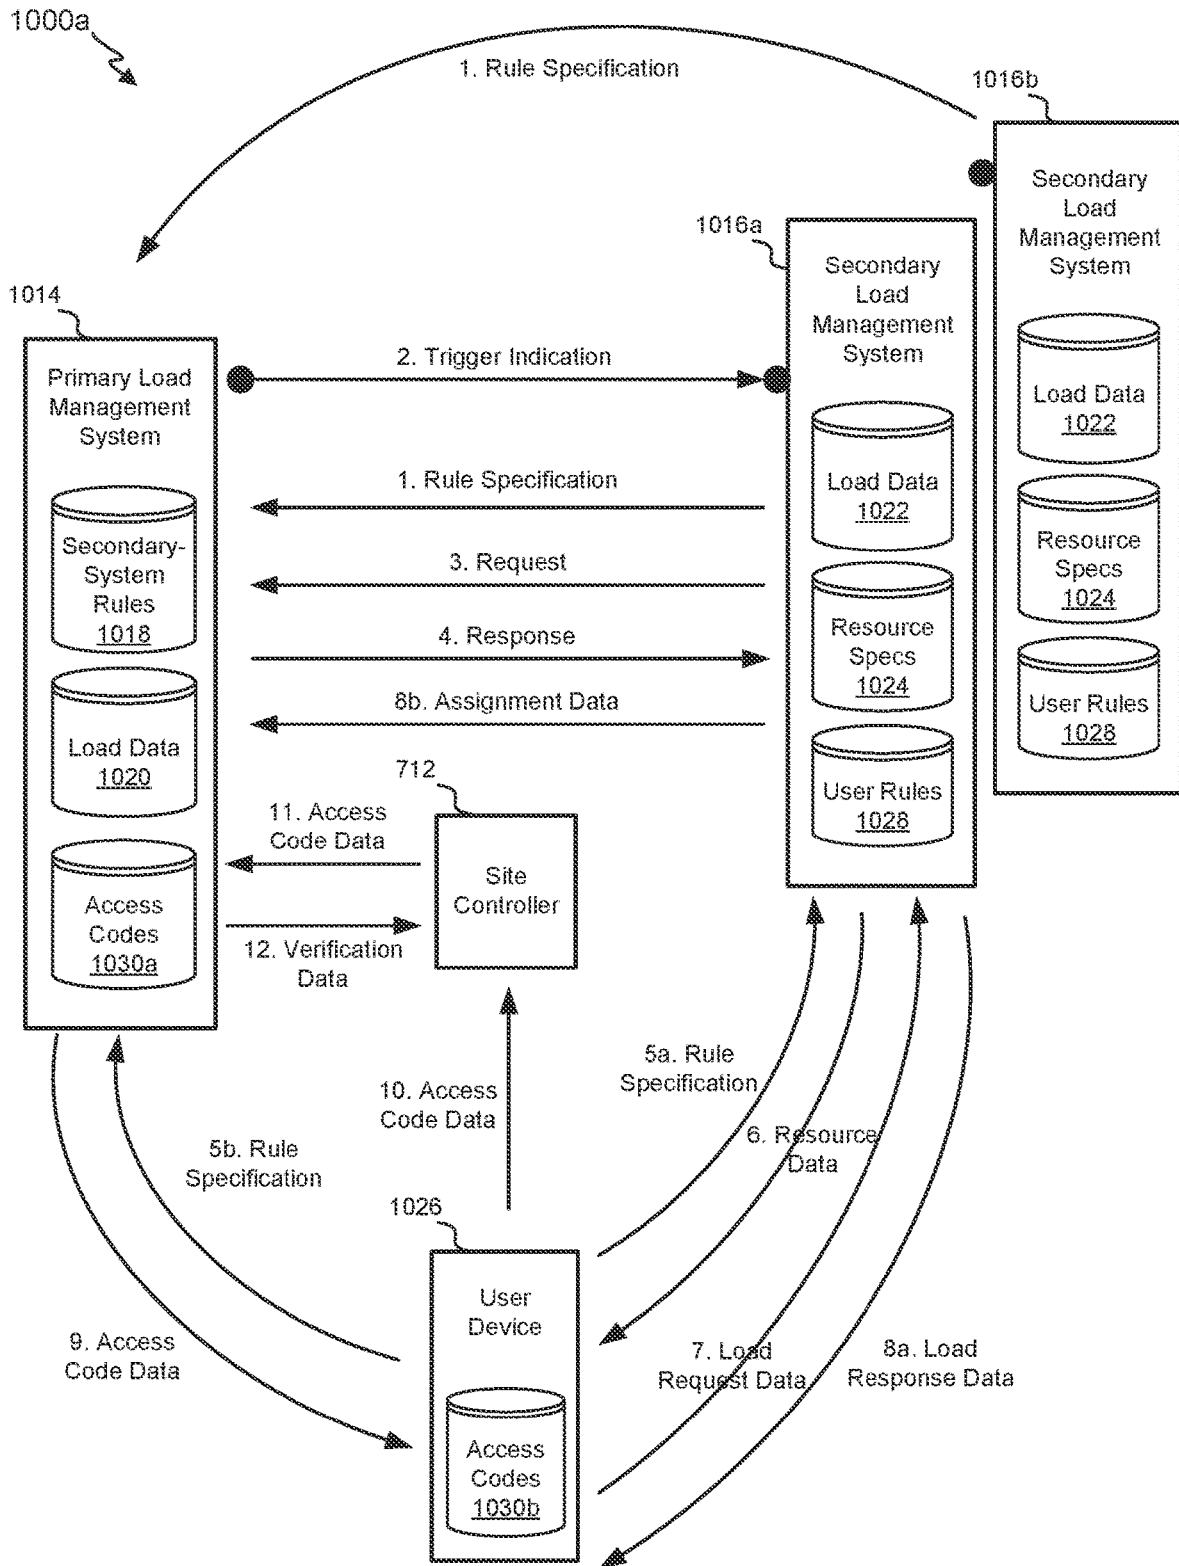 1000a
1. Rule Specification
1016b
Secondary
Load
Management
System
Load Data
1022
Resource
Specs
1024
User Rules
1028
1016a
Secondary
Load
Management
System
Load Data
1022
Resource
Specs
1024
User Rules
1028
1014
Primary Load
Management
System
Secondary-
System
Rules
1018
Load Data
1020
Access
Codes
1030a
2. Trigger Indication
1. Rule Specification
3. Request
4. Response
8b. Assignment Data
712
Site
Controller
11. Access
Code Data
12. Verification
Data
10. Access
Code Data
5a. Rule
Specification
6. Resource
Data
5b. Rule
Specification
1026
User
Device
Access
Codes
1030b
9. Access
Code Data
7. Load
Request Data
8a. Load
Response Data